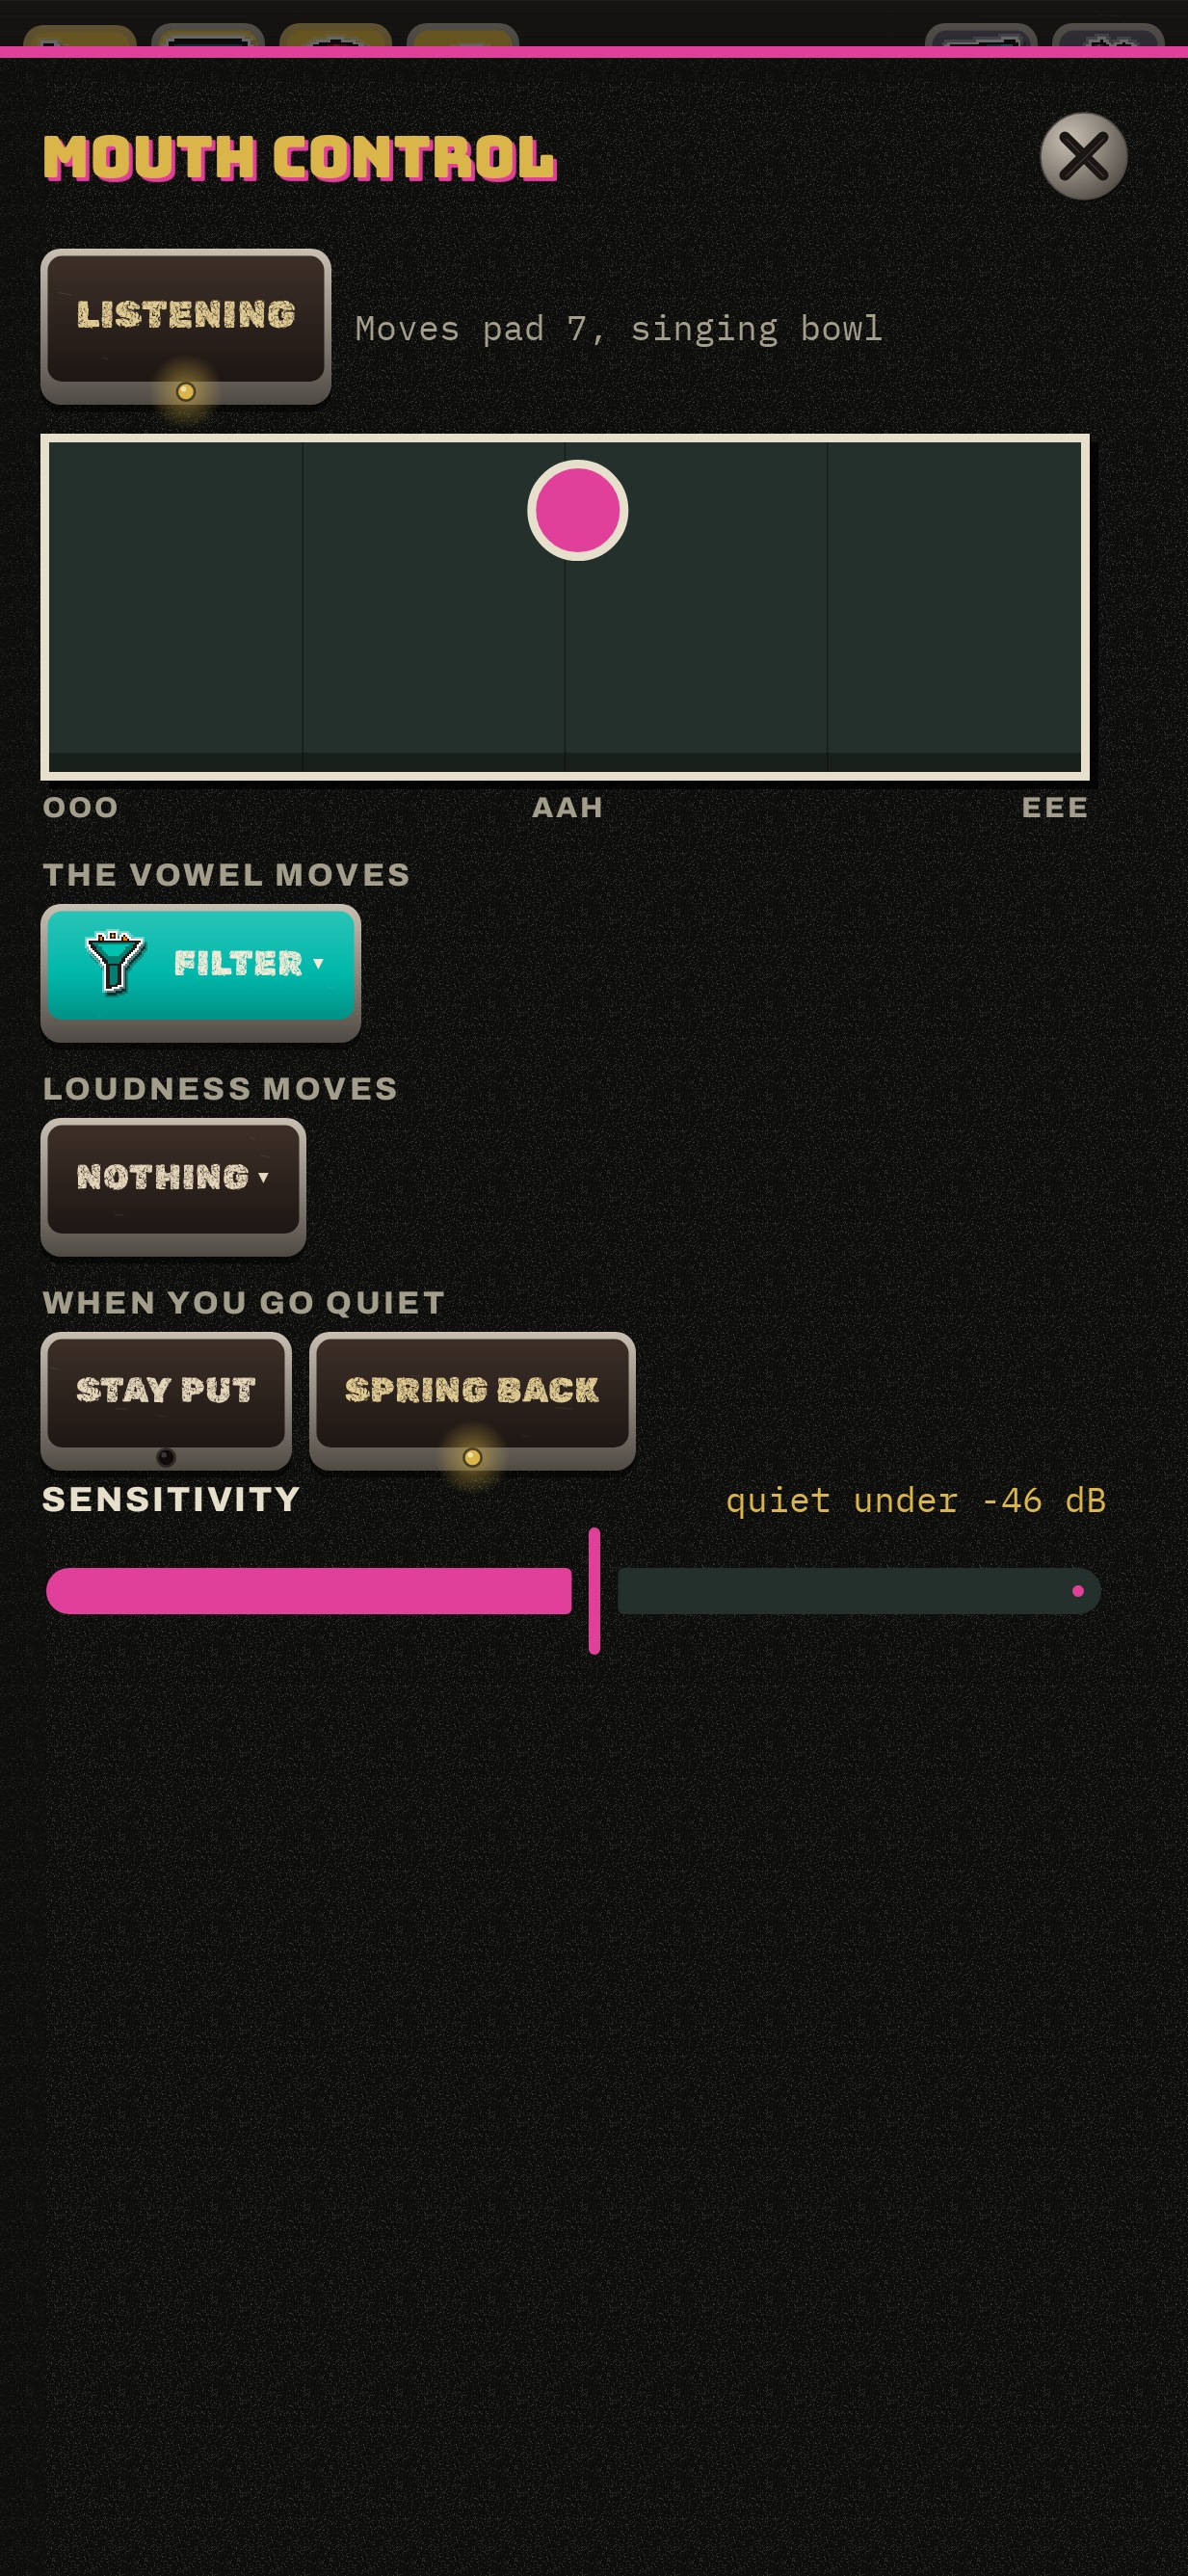 MOUTH CONTROL
LISTENING
Moves pad 7, singing bowl
OOO AAH EEE
THE VOWEL MOVES
FILTER ▾
LOUDNESS MOVES
NOTHING ▾
WHEN YOU GO QUIET
STAY PUT SPRING BACK
SENSITIVITY quiet under -46 dB